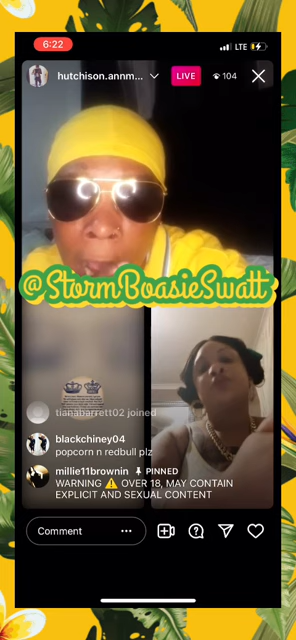 6:22
LTE
hutchison.annm...
LIVE
104
@StormBoasieSwatt
tianabarrett02 joined
blackchiney04
popcorn n redbull plz
millie11brownin PINNED
WARNING ⚠️ OVER 18, MAY CONTAIN
EXPLICIT AND SEXUAL CONTENT
Comment